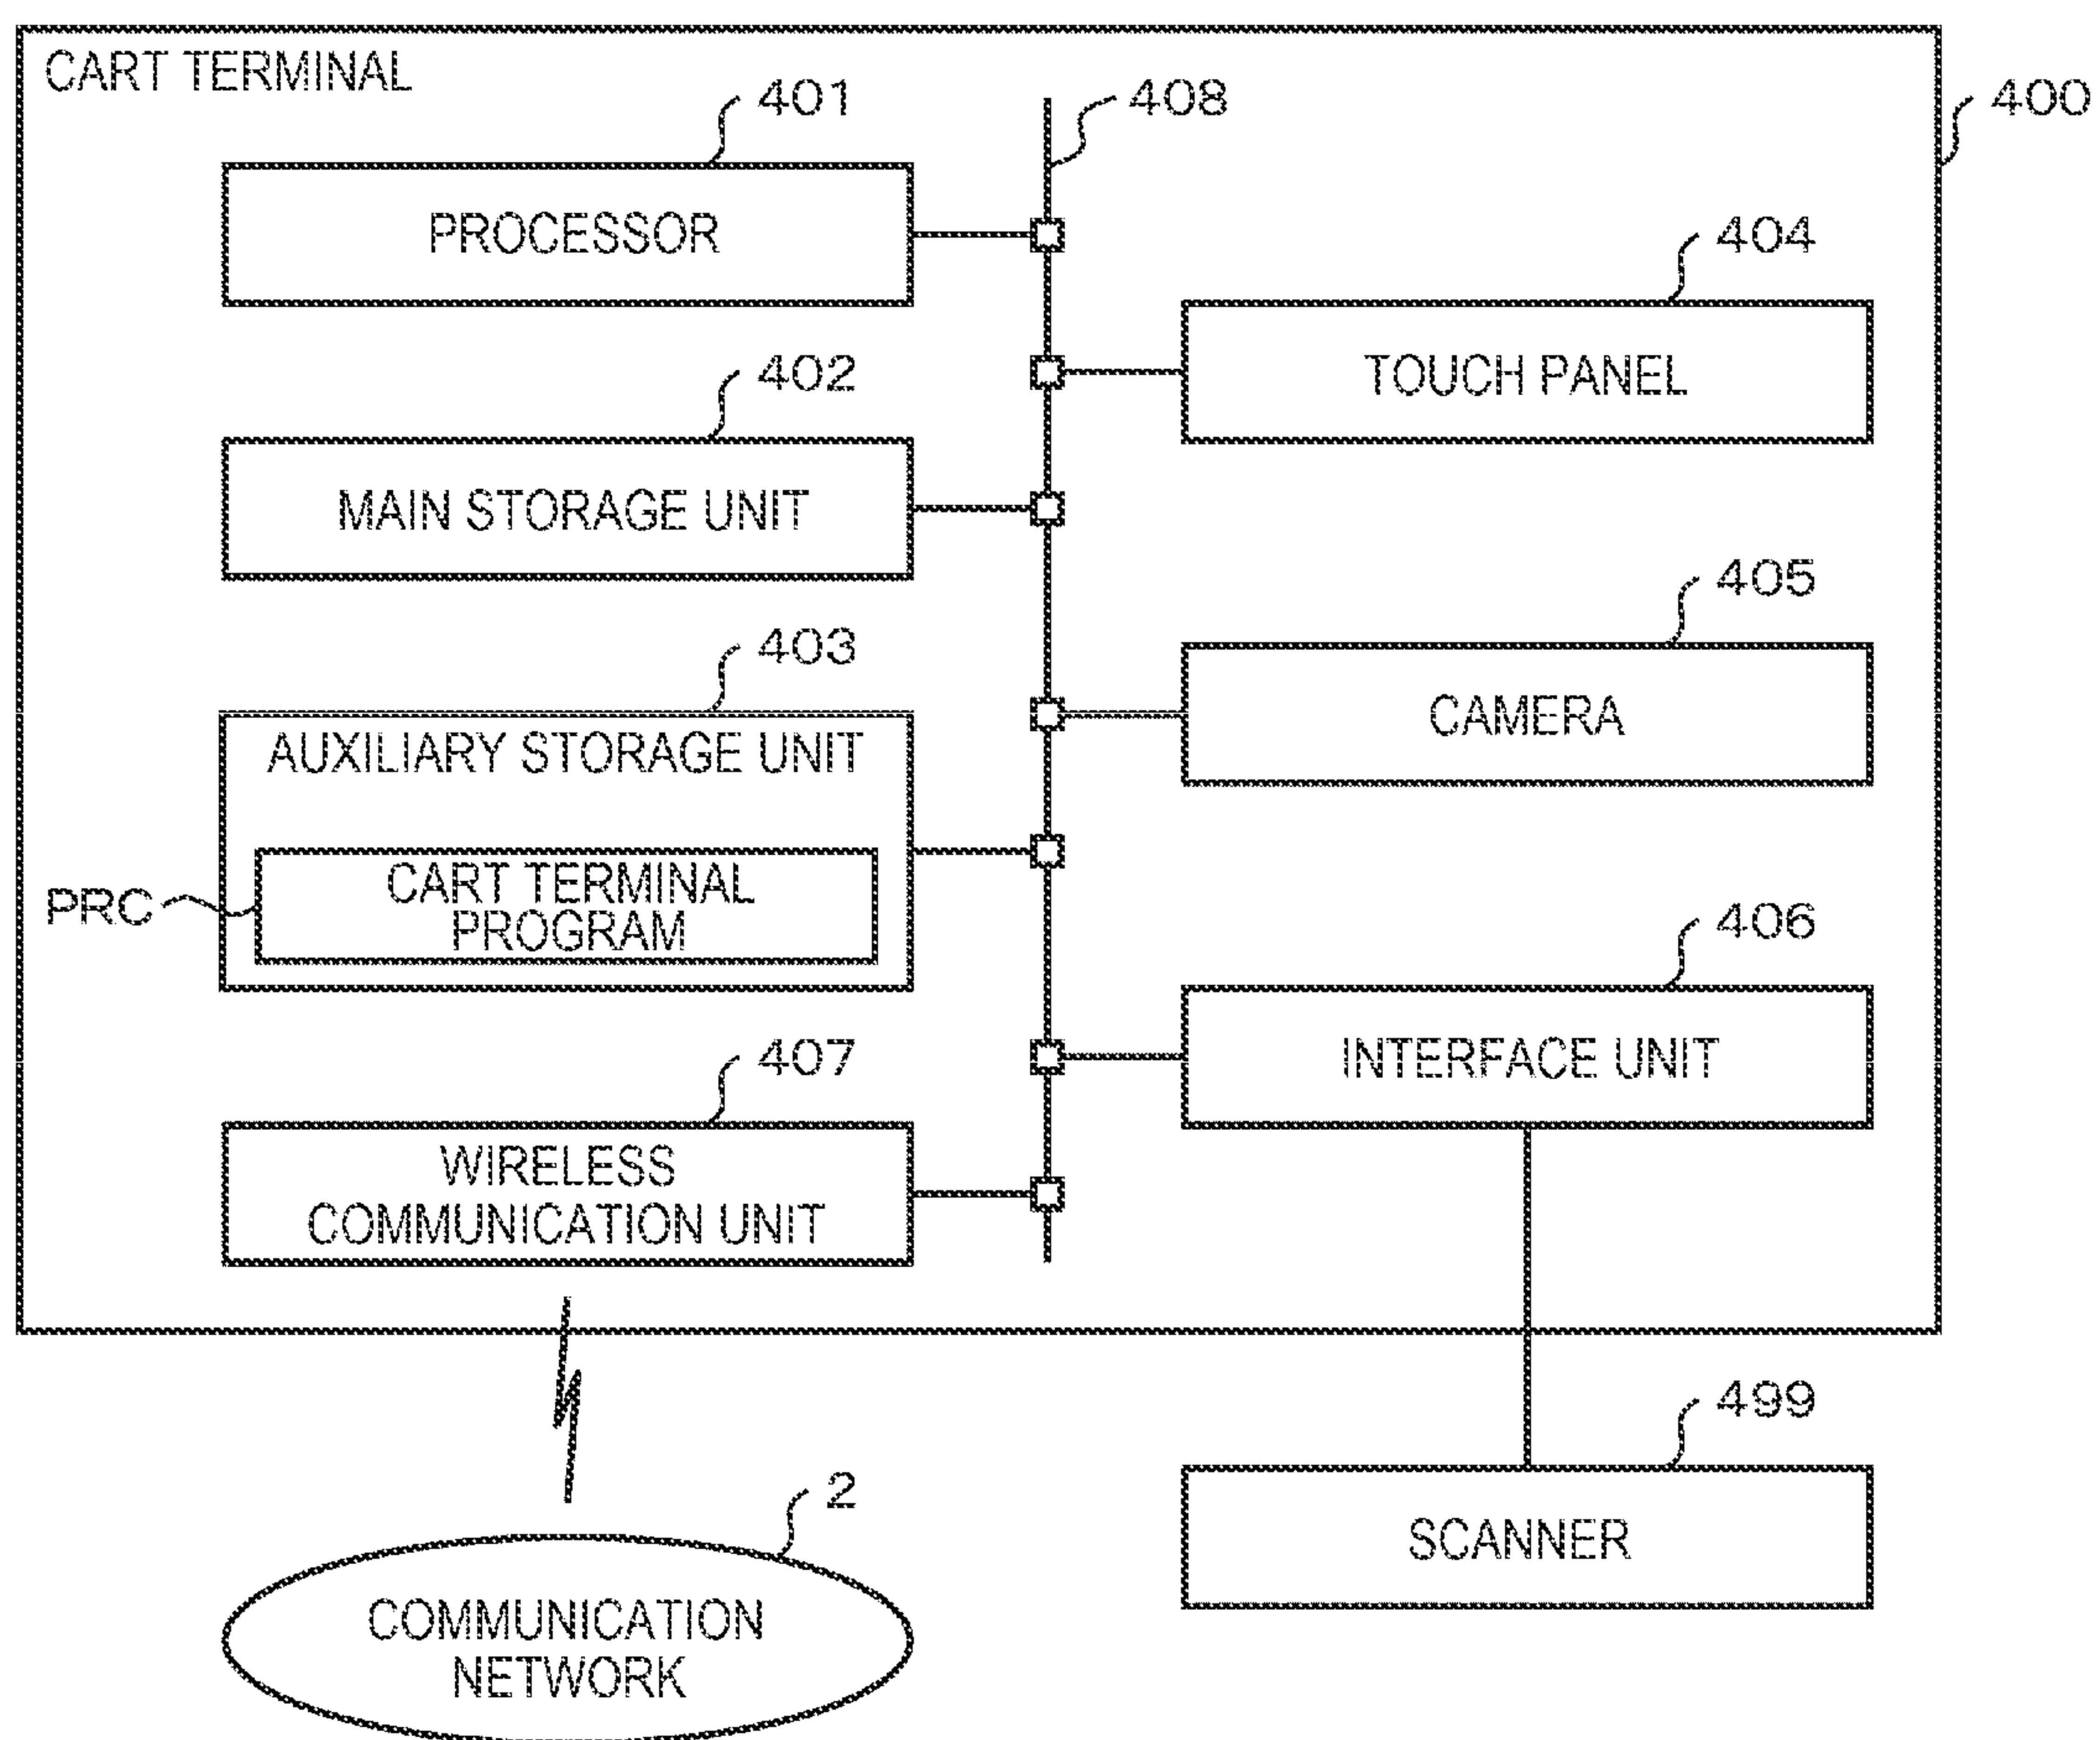 CART TERMINAL
401
408
400
PROCESSOR
404
TOUCH PANEL
402
MAIN STORAGE UNIT
405
CAMERA
403
AUXILIARY STORAGE UNIT
PRC
CART TERMINAL
PROGRAM
406
INTERFACE UNIT
407
WIRELESS
COMMUNICATION UNIT
499
SCANNER
2
COMMUNICATION
NETWORK